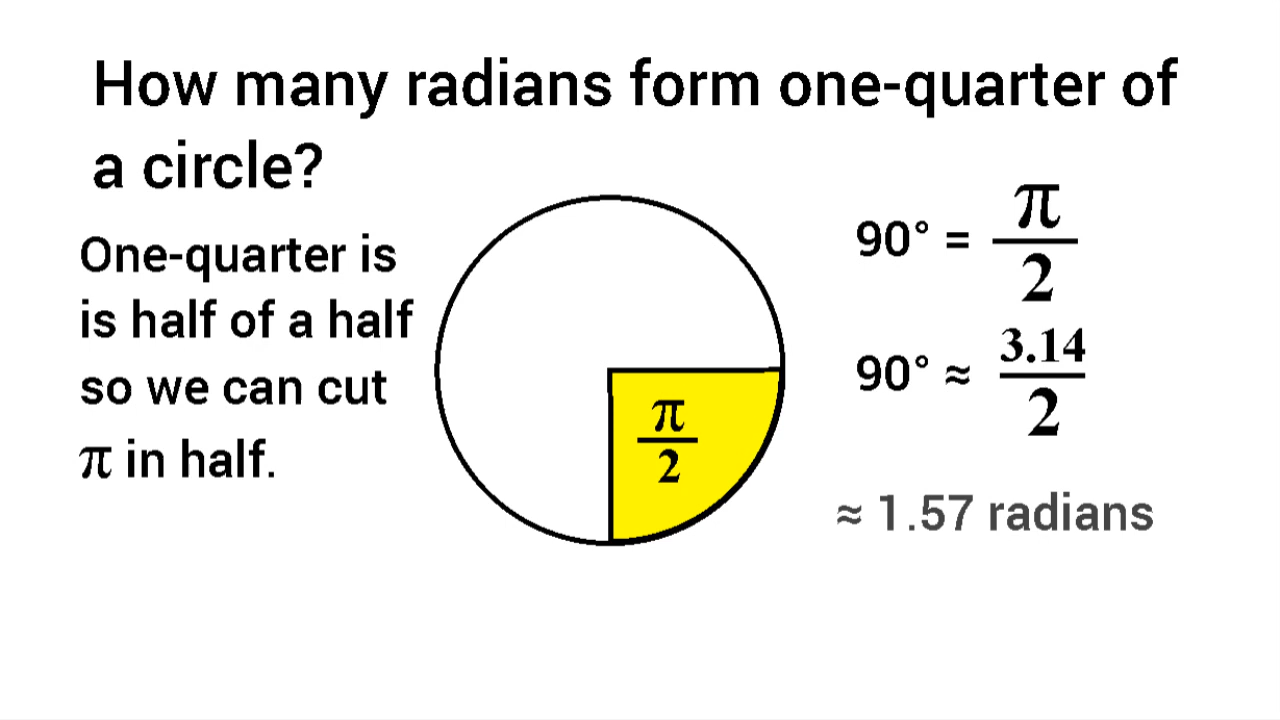 How many radians form one-quarter of
a circle?
One-quarter is
is half of a half
so we can cut
π in half.
π
2
90° = π/2
90° ≈ 3.14/2
≈ 1.57 radians